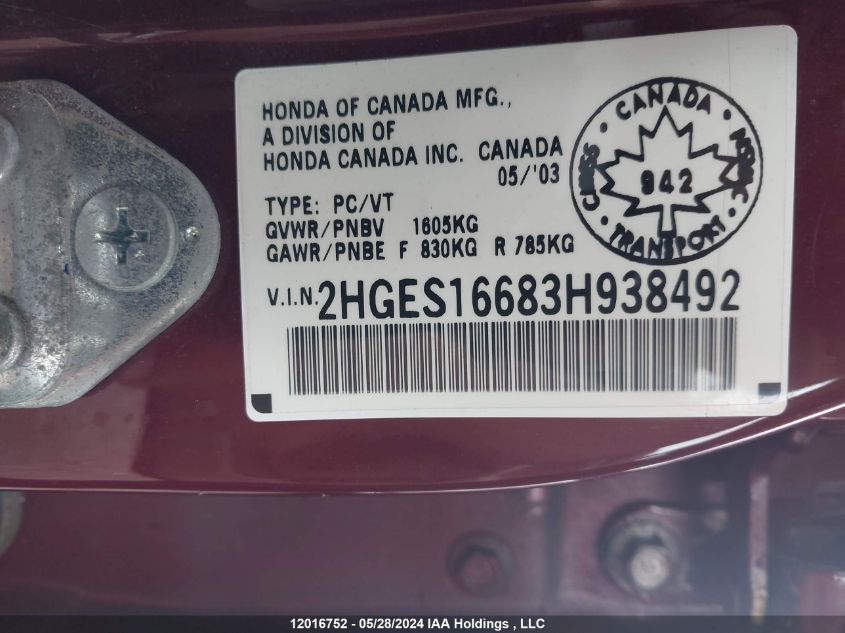 HONDA OF CANADA MFG.,
A DIVISION OF
HONDA CANADA INC. CANADA
05/'03
TYPE: PC/VT
GVWR/PNBV 1605KG
GAWR/PNBE F 830KG R 785KG
V.I.N. 2HGES16683H938492
CANADA
942
TRANSPORT
12016752 - 05/28/2024 IAA Holdings , LLC